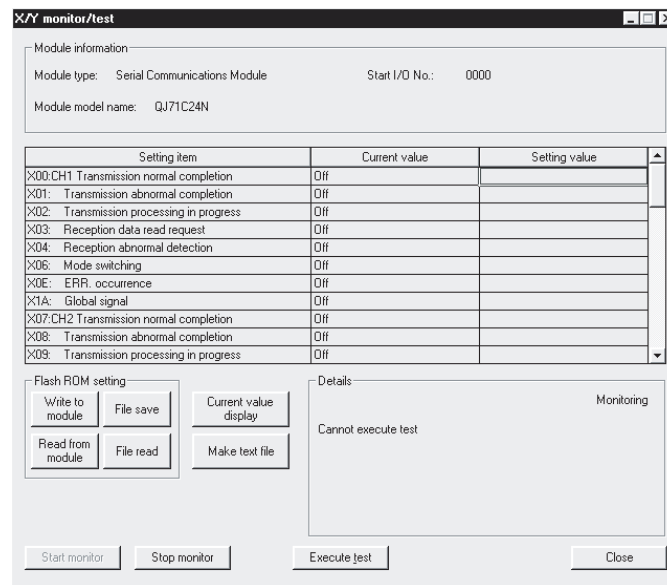 X/Y monitor/test
Module information
Module type: Serial Communications Module Start I/O No.: 0000
Module model name: QJ71C24N
Setting item Current value Setting value
X00:CH1 Transmission normal completion Off
X01: Transmission abnormal completion Off
X02: Transmission processing in progress Off
X03: Reception data read request Off
X04: Reception abnormal detection Off
X06: Mode switching Off
X0E: ERR. occurrence Off
X1A: Global signal Off
X07:CH2 Transmission normal completion Off
X08: Transmission abnormal completion Off
X09: Transmission processing in progress Off
Flash ROM setting
Write to
module
File save
Read from
module
File read
Current value
display
Make text file
Details
Monitoring
Cannot execute test
Start monitor Stop monitor Execute test Close